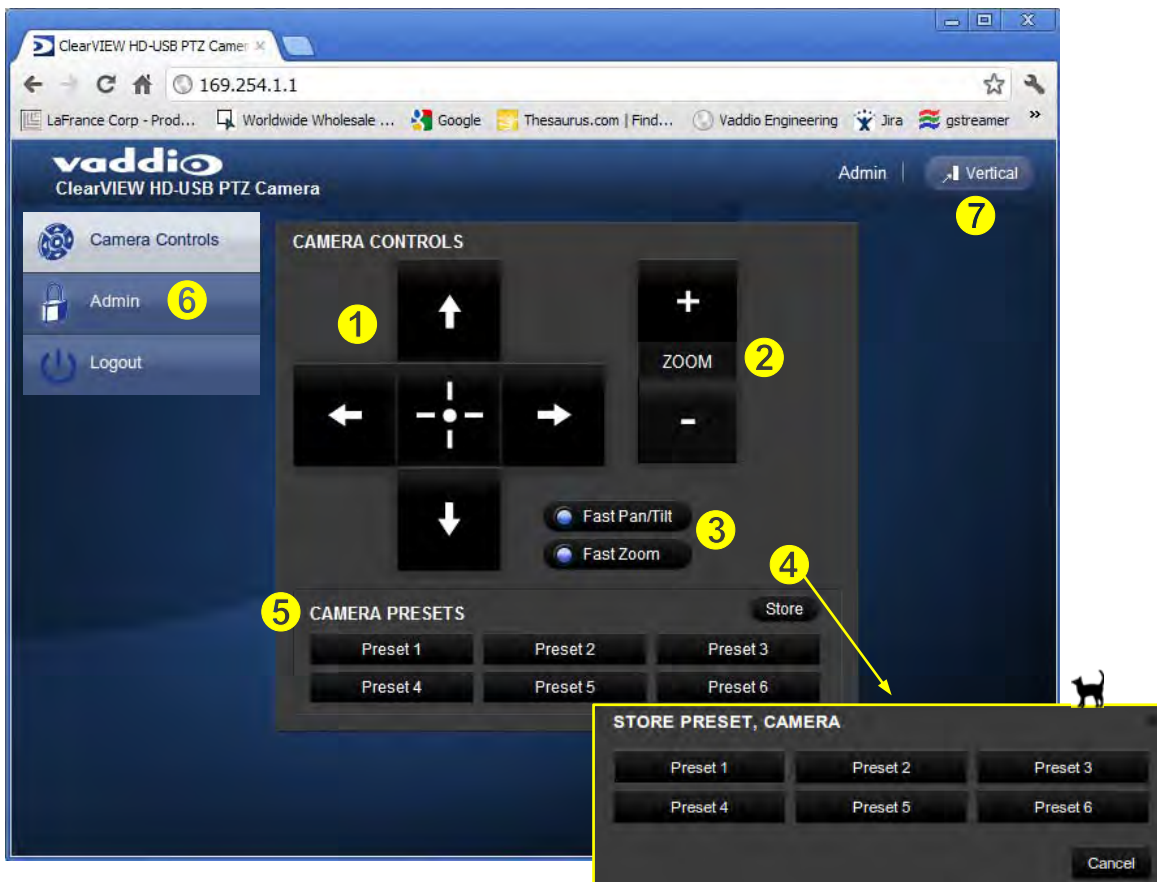 ClearVIEW HD-USB PTZ Camer
169.254.1.1
LaFrance Corp - Prod... Worldwide Wholesale ... Google Thesaurus.com | Find... Vaddio Engineering Jira gstreamer »
vaddio
ClearVIEW HD-USB PTZ Camera
Admin | Vertical
7
Camera Controls
Admin 6
Logout
CAMERA CONTROLS
1
+
ZOOM 2
-
Fast Pan/Tilt
3
Fast Zoom
4
5 CAMERA PRESETS Store
Preset 1 Preset 2 Preset 3
Preset 4 Preset 5 Preset 6
STORE PRESET, CAMERA
Preset 1 Preset 2 Preset 3
Preset 4 Preset 5 Preset 6
Cancel